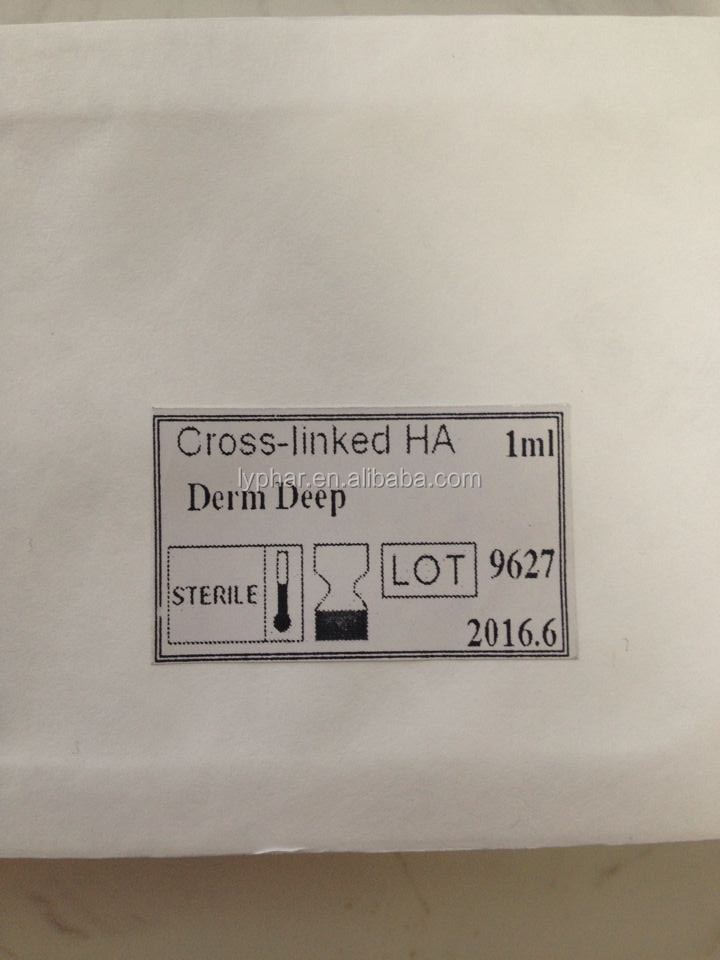 Cross-linked HA 1ml
lyphar.en.alibaba.com
Derm Deep
STERILE LOT 9627
2016.6